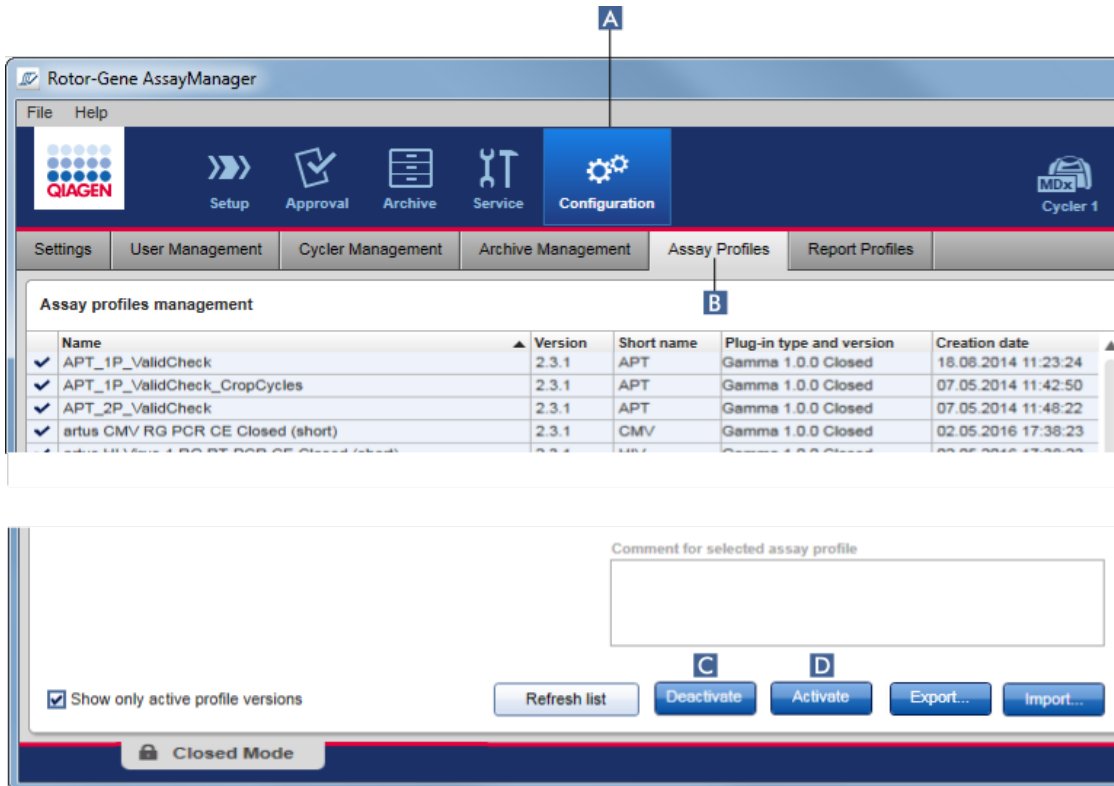 A
Rotor-Gene AssayManager
File Help
QIAGEN
Setup Approval Archive Service Configuration
MDx
Cycler 1
Settings User Management Cycler Management Archive Management Assay Profiles Report Profiles
B
Assay profiles management
Name Version Short name Plug-in type and version Creation date
APT_1P_ValidCheck 2.3.1 APT Gamma 1.0.0 Closed 18.08.2014 11:23:24
APT_1P_ValidCheck_CropCycles 2.3.1 APT Gamma 1.0.0 Closed 07.05.2014 11:42:50
APT_2P_ValidCheck 2.3.1 APT Gamma 1.0.0 Closed 07.05.2014 11:48:22
artus CMV RG PCR CE Closed (short) 2.3.1 CMV Gamma 1.0.0 Closed 02.05.2016 17:38:23
Comment for selected assay profile
C D
Show only active profile versions
Refresh list Deactivate Activate Export... Import...
Closed Mode